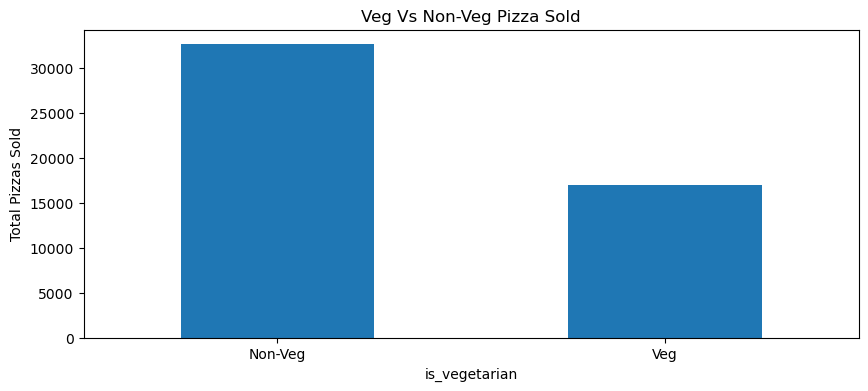 Veg Vs Non-Veg Pizza Sold
Total Pizzas Sold
30000
25000
20000
15000
10000
5000
0
Non-Veg
Veg
is_vegetarian